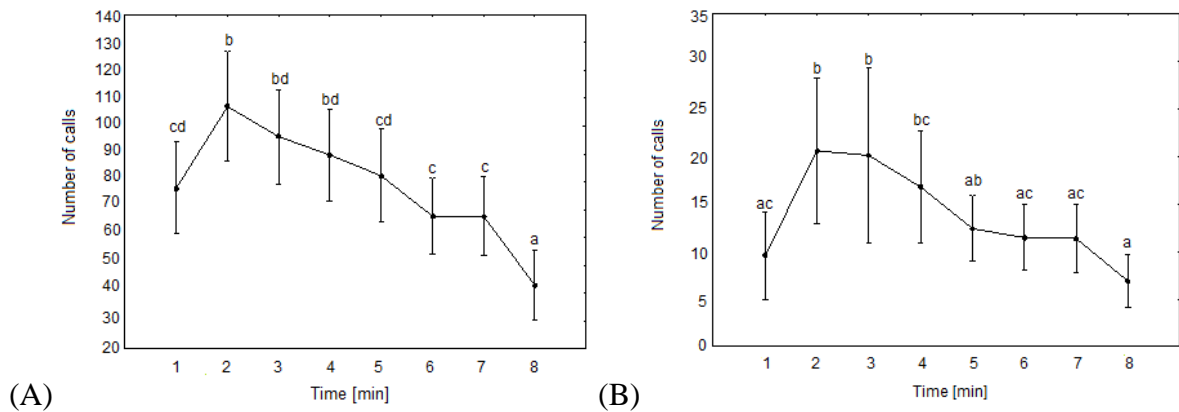 140
130
120
110
100
90
80
70
60
50
40
30
20
Number of calls
cd
b
bd
bd
cd
c
c
a
1 2 3 4 5 6 7 8
Time [min]
(A)
35
30
25
20
15
10
5
0
Number of calls
ac
b
b
bc
ab
ac
ac
a
1 2 3 4 5 6 7 8
Time [min]
(B)